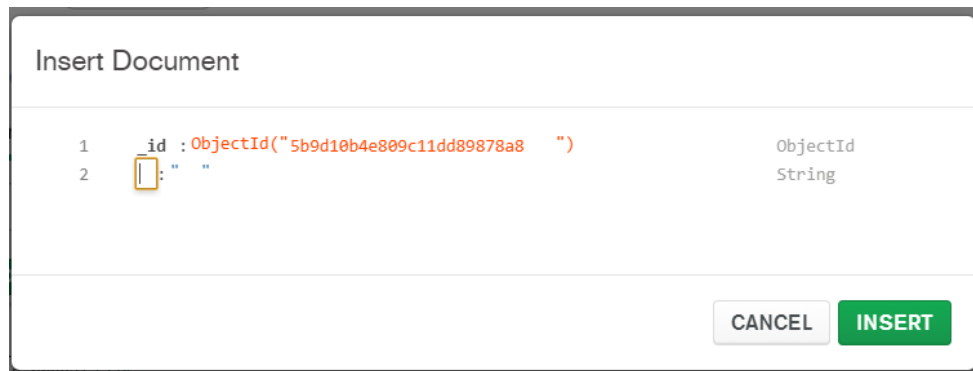 Insert Document
1 _id : ObjectId("5b9d10b4e809c11dd89878a8 ") ObjectId
2 : " " String
CANCEL INSERT